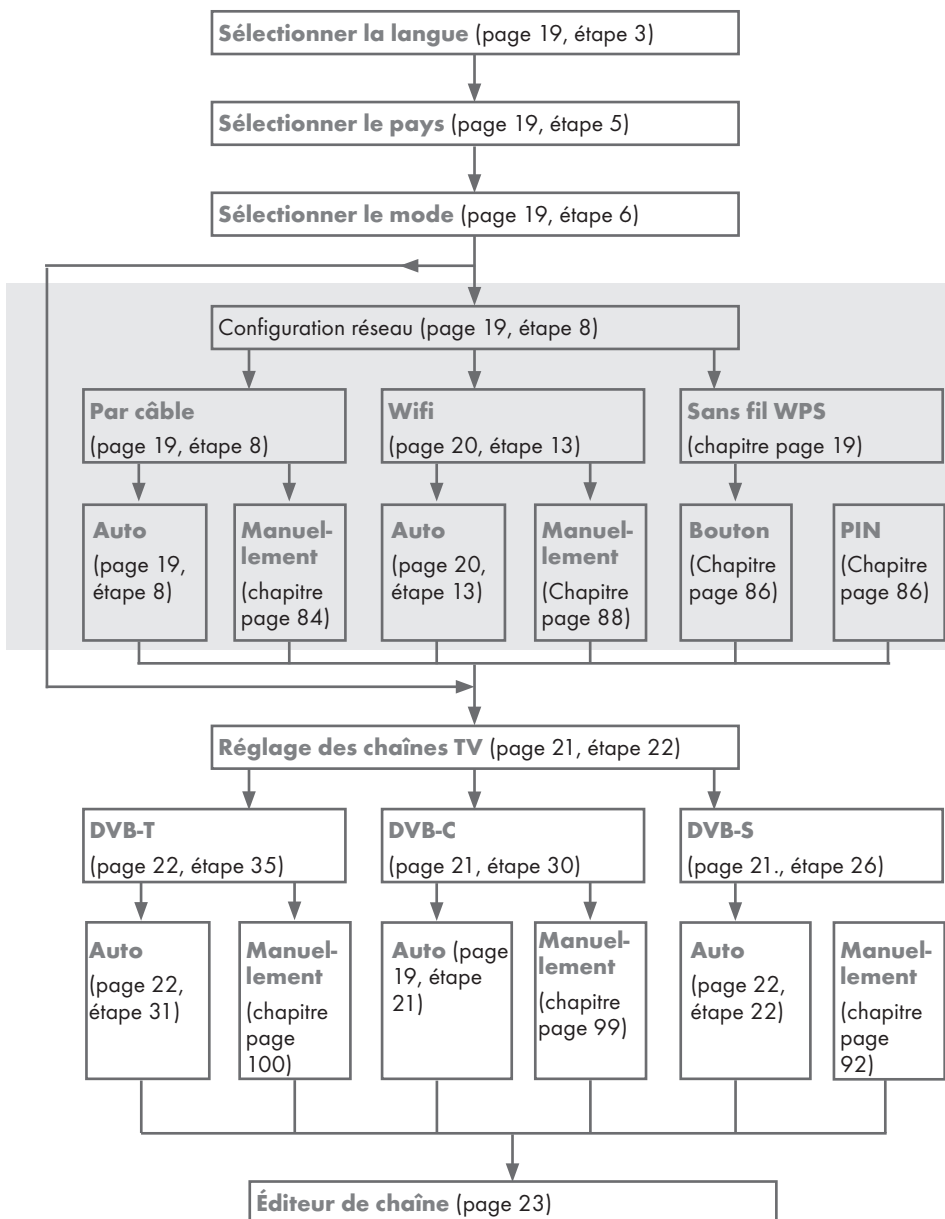 Sélectionner la langue (page 19, étape 3)
Sélectionner le pays (page 19, étape 5)
Sélectionner le mode (page 19, étape 6)
Configuration réseau (page 19, étape 8)
Par câble
(page 19, étape 8)
Wifi
(page 20, étape 13)
Sans fil WPS
(chapitre page 19)
Auto
(page 19,
étape 8)
Manuel-
lement
(chapitre
page 84)
Auto
(page 20,
étape 13)
Manuel-
lement
(Chapitre
page 88)
Bouton
(Chapitre
page 86)
PIN
(Chapitre
page 86)
Réglage des chaînes TV (page 21, étape 22)
DVB-T
(page 22, étape 35)
DVB-C
(page 21, étape 30)
DVB-S
(page 21., étape 26)
Auto
(page 22,
étape 31)
Manuel-
lement
(chapitre
page
100)
Auto (page
19, étape
21)
Manuel-
lement
(chapitre
page 99)
Auto
(page 22,
étape 22)
Manuel-
lement
(chapitre
page
92)
Éditeur de chaîne (page 23)